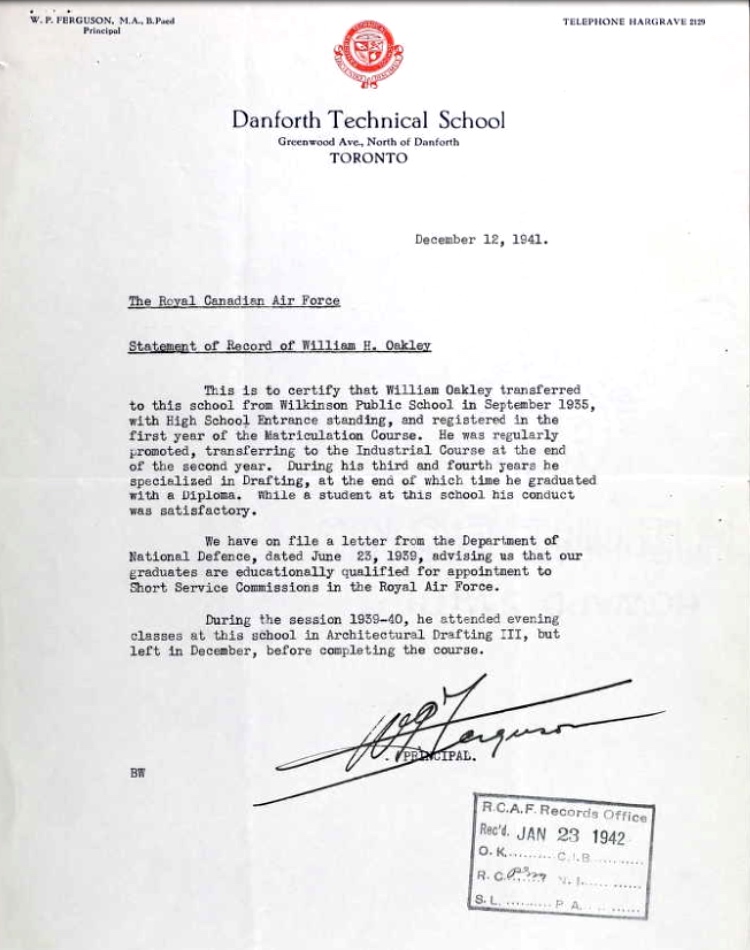 W. P. FERGUSON, M.A., B.Paed
Principal
TELEPHONE HARGRAVE 2129
Danforth Technical School
Greenwood Ave., North of Danforth
TORONTO
December 12, 1941.
The Royal Canadian Air Force
Statement of Record of William H. Oakley
This is to certify that William Oakley transferred
to this school from Wilkinson Public School in September 1935,
with High School Entrance standing, and registered in the
first year of the Matriculation Course. He was regularly
promoted, transferring to the Industrial Course at the end
of the second year. During his third and fourth years he
specialized in Drafting, at the end of which time he graduated
with a Diploma. While a student at this school his conduct
was satisfactory.
We have on file a letter from the Department of
National Defence, dated June 23, 1939, advising us that our
graduates are educationally qualified for appointment to
Short Service Commissions in the Royal Air Force.
During the session 1939-40, he attended evening
classes at this school in Architectural Drafting III, but
left in December, before completing the course.
WP Ferguson
PRINCIPAL.
BW
R.C.A.F. Records Office
Rec'd. JAN 23 1942
O.K. .......... C.I.B. ..........
R.C.
S.L. .......... P.A. ..........